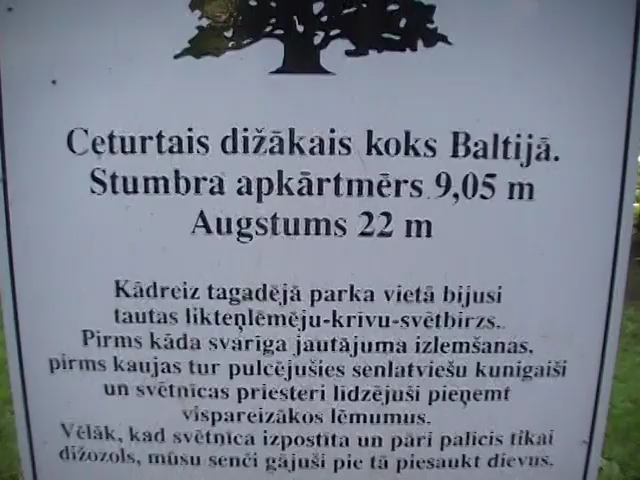 Ceturtais dižākais koks Baltijā.
Stumbra apkārtmērs 9,05 m
Augstums 22 m
Kādreiz tagadējā parka vietā bijusi
tautas likteņlēmēju-krīvu-svētbirzs.
Pirms kāda svarīga jautājuma izlemšanas,
pirms kaujas tur pulcējušies senlatviešu kunigaiši
un svētnīcas priesteri līdzējuši pieņemt
vispareizākos lēmumus.
Vēlāk, kad svētnīca izpostīta un pāri palicis tikai
dižozols, mūsu senči gājuši pie tā piesaukt dievus.